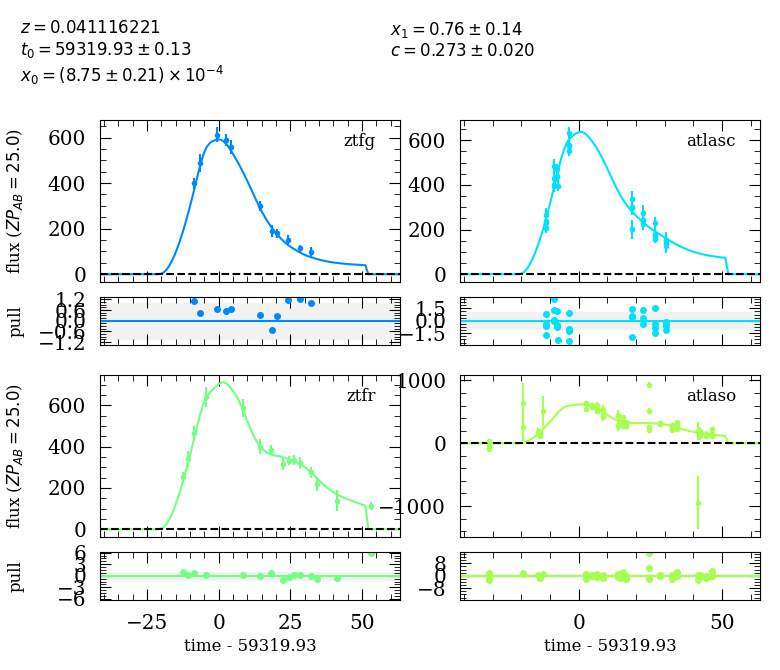 z = 0.041116221
t₀ = 59319.93 ± 0.13
x₀ = (8.75 ± 0.21) × 10⁻⁴
x₁ = 0.76 ± 0.14
c = 0.273 ± 0.020
ztfg
600
400
200
0
flux (ZP_AB = 25.0)
atlasc
600
400
200
0
1.2
0.6
0.0
−0.6
−1.2
pull
1.5
0.0
−1.5
ztfr
600
400
200
0
flux (ZP_AB = 25.0)
atlaso
1000
0
−1000
6
3
0
−3
−6
pull
8
0
−8
−25 0 25 50
time - 59319.93
0 50
time - 59319.93